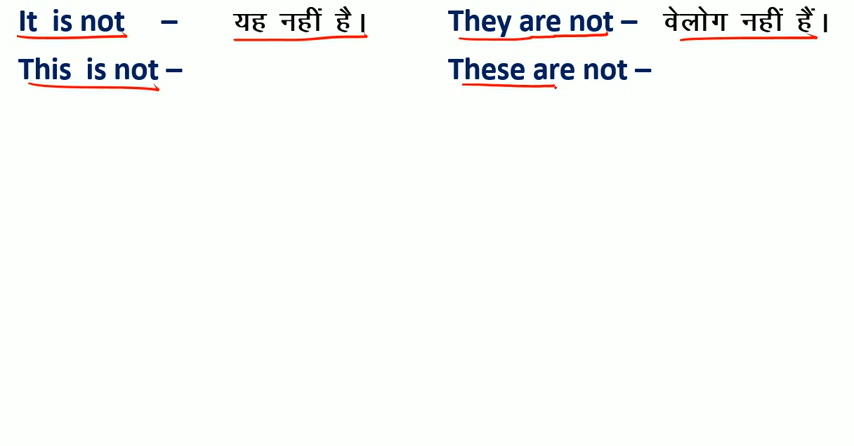 It is not – यह नहीं है। They are not – वेलोग नहीं हैं।
This is not – These are not –